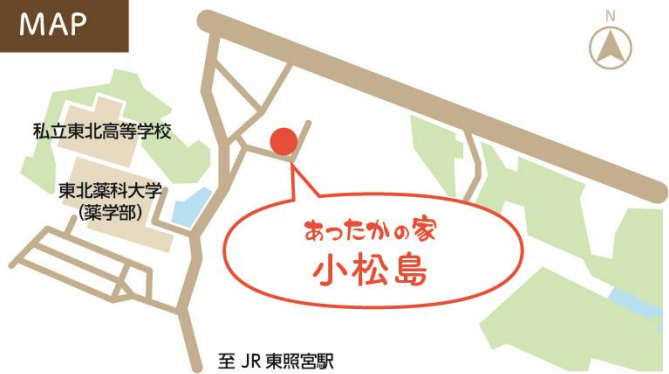 MAP
N
私立東北高等学校
東北薬科大学
(薬学部)
あったかの家
小松島
至 JR 東照宮駅